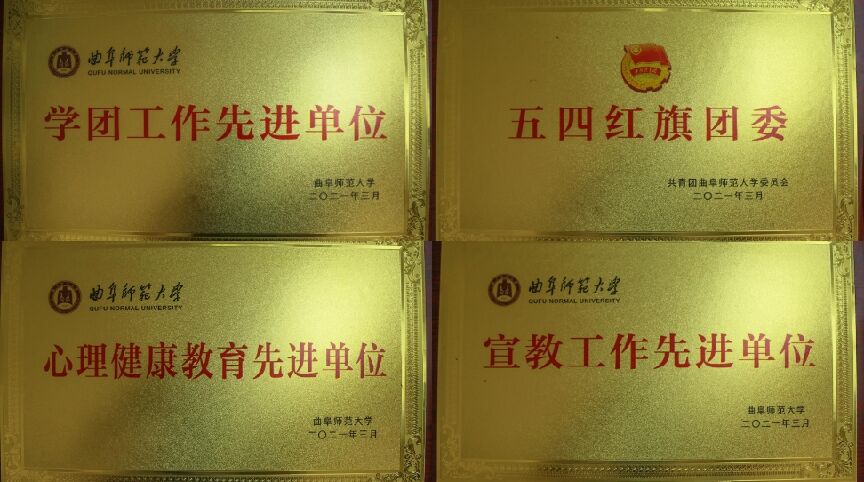 曲阜师范大学
QUFU NORMAL UNIVERSITY
学团工作先进单位
曲阜师范大学
二〇二一年三月
五四红旗团委
共青团曲阜师范大学委员会
二〇二一年三月
曲阜师范大学
QUFU NORMAL UNIVERSITY
心理健康教育先进单位
曲阜师范大学
二〇二一年三月
曲阜师范大学
QUFU NORMAL UNIVERSITY
宣教工作先进单位
曲阜师范大学
二〇二一年三月